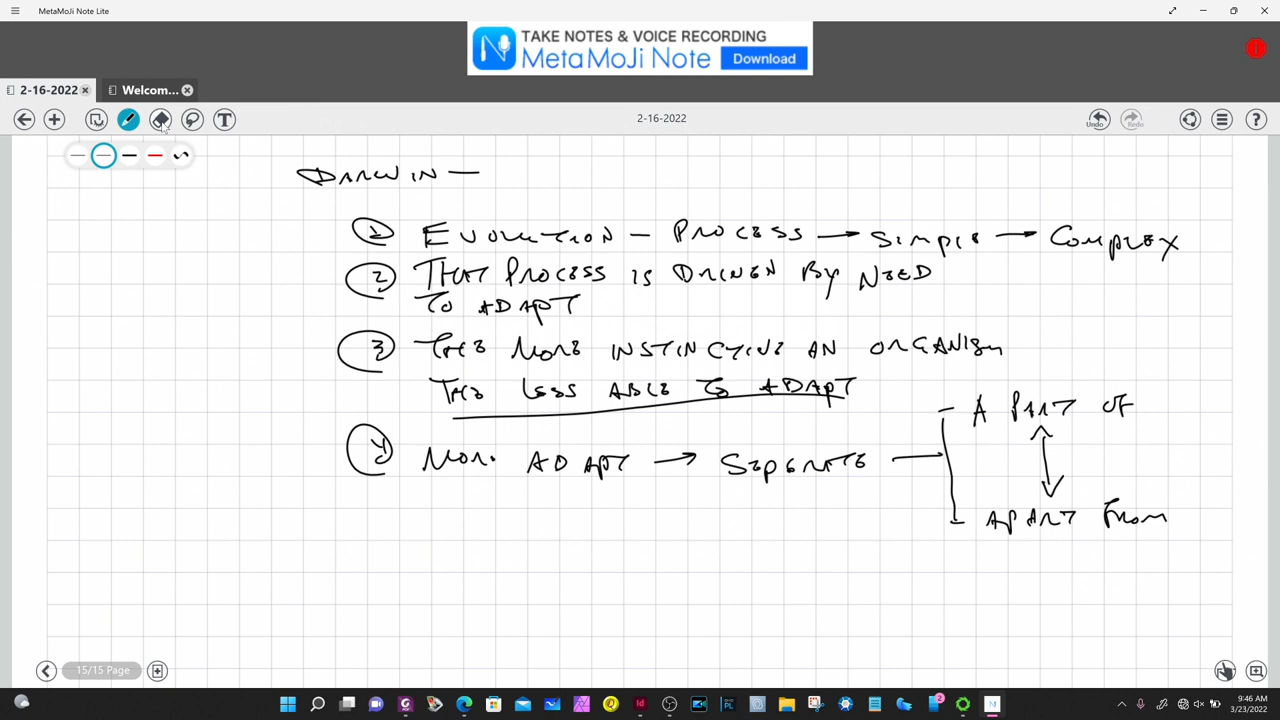 MetaMoJi Note Lite
TAKE NOTES & VOICE RECORDING
MetaMoJi Note Download
2-16-2022 Welcom...
T 2-16-2022 Undo Redo
DARWIN —
① EVOLUTION — PROCESS → SIMPLE → COMPLEX
② THAT PROCESS IS DRIVEN BY NEED
TO ADAPT
③ THE MORE INSTINCTIVE AN ORGANISM
THE LESS ABLE TO ADAPT
④ MORE ADAPT → SEPERATE → – A PART OF
– APART FROM
15/15 Page
9:46 AM
3/23/2022